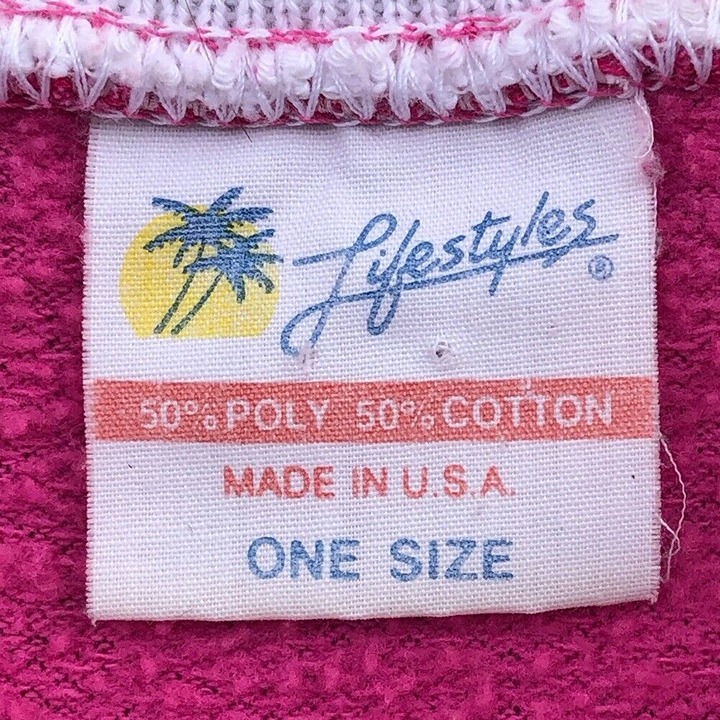 Lifestyles®
50% POLY 50% COTTON
MADE IN U.S.A.
ONE SIZE